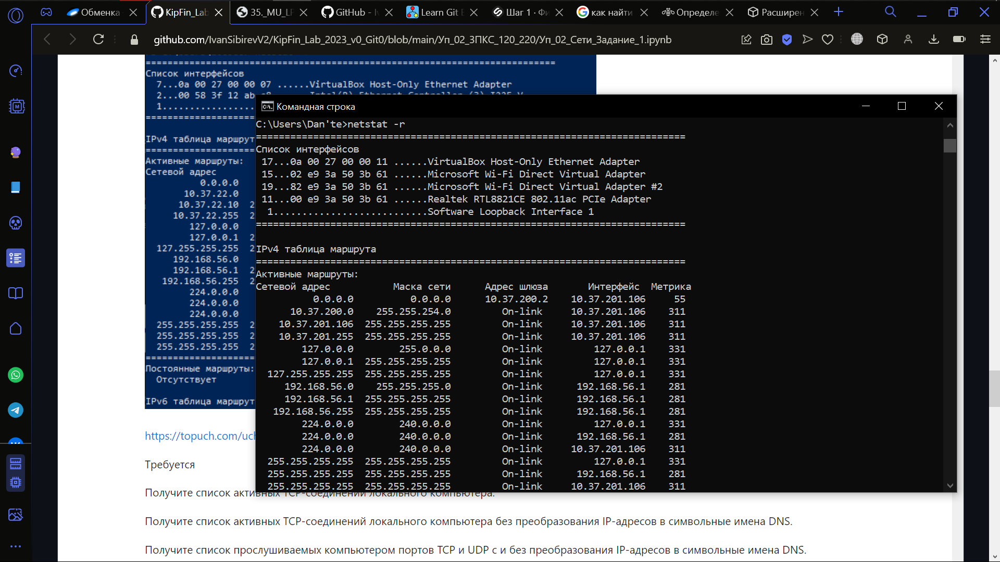 Обменка
KipFin_Lab
35._MU_LF
GitHub - Iv
Learn Git B
Шаг 1 · Фи
как найти
Определе
Расширен
github.com/IvanSibirevV2/KipFin_Lab_2023_v0_Git0/blob/main/Уп_02_3ПКС_120_220/Уп_02_Сети_Задание_1.ipynb
===========================================================================
Список интерфейсов
7...0a 00 27 00 00 07 ......VirtualBox Host-Only Ethernet Adapter
2...00 58 3f 12 ab
1.................
====================
IPv4 таблица маршрут
====================
Активные маршруты:
Сетевой адрес
0.0.0.0
10.37.22.0
10.37.22.10 2
10.37.22.255 2
127.0.0.0
127.0.0.1 2
127.255.255.255 2
192.168.56.0
192.168.56.1 2
192.168.56.255 2
224.0.0.0
224.0.0.0
224.0.0.0
255.255.255.255 2
255.255.255.255 2
255.255.255.255 2
====================
Постоянные маршруты:
Отсутствует
IPv6 таблица маршрут
Командная строка
C:\Users\Dan'te>netstat -r
===========================================================================
Список интерфейсов
17...0a 00 27 00 00 11 ......VirtualBox Host-Only Ethernet Adapter
15...02 e9 3a 50 3b 61 ......Microsoft Wi-Fi Direct Virtual Adapter
19...82 e9 3a 50 3b 61 ......Microsoft Wi-Fi Direct Virtual Adapter #2
11...00 e9 3a 50 3b 61 ......Realtek RTL8821CE 802.11ac PCIe Adapter
1...........................Software Loopback Interface 1
===========================================================================
IPv4 таблица маршрута
===========================================================================
Активные маршруты:
Сетевой адрес Маска сети Адрес шлюза Интерфейс Метрика
0.0.0.0 0.0.0.0 10.37.200.2 10.37.201.106 55
10.37.200.0 255.255.254.0 On-link 10.37.201.106 311
10.37.201.106 255.255.255.255 On-link 10.37.201.106 311
10.37.201.255 255.255.255.255 On-link 10.37.201.106 311
127.0.0.0 255.0.0.0 On-link 127.0.0.1 331
127.0.0.1 255.255.255.255 On-link 127.0.0.1 331
127.255.255.255 255.255.255.255 On-link 127.0.0.1 331
192.168.56.0 255.255.255.0 On-link 192.168.56.1 281
192.168.56.1 255.255.255.255 On-link 192.168.56.1 281
192.168.56.255 255.255.255.255 On-link 192.168.56.1 281
224.0.0.0 240.0.0.0 On-link 127.0.0.1 331
224.0.0.0 240.0.0.0 On-link 192.168.56.1 281
224.0.0.0 240.0.0.0 On-link 10.37.201.106 311
255.255.255.255 255.255.255.255 On-link 127.0.0.1 331
255.255.255.255 255.255.255.255 On-link 192.168.56.1 281
255.255.255.255 255.255.255.255 On-link 10.37.201.106 311
https://topuch.com/uch
Требуется
Получите список активных TCP-соединений локального компьютера.
Получите список активных TCP-соединений локального компьютера без преобразования IP-адресов в символьные имена DNS.
Получите список прослушиваемых компьютером портов TCP и UDP с и без преобразования IP-адресов в символьные имена DNS.